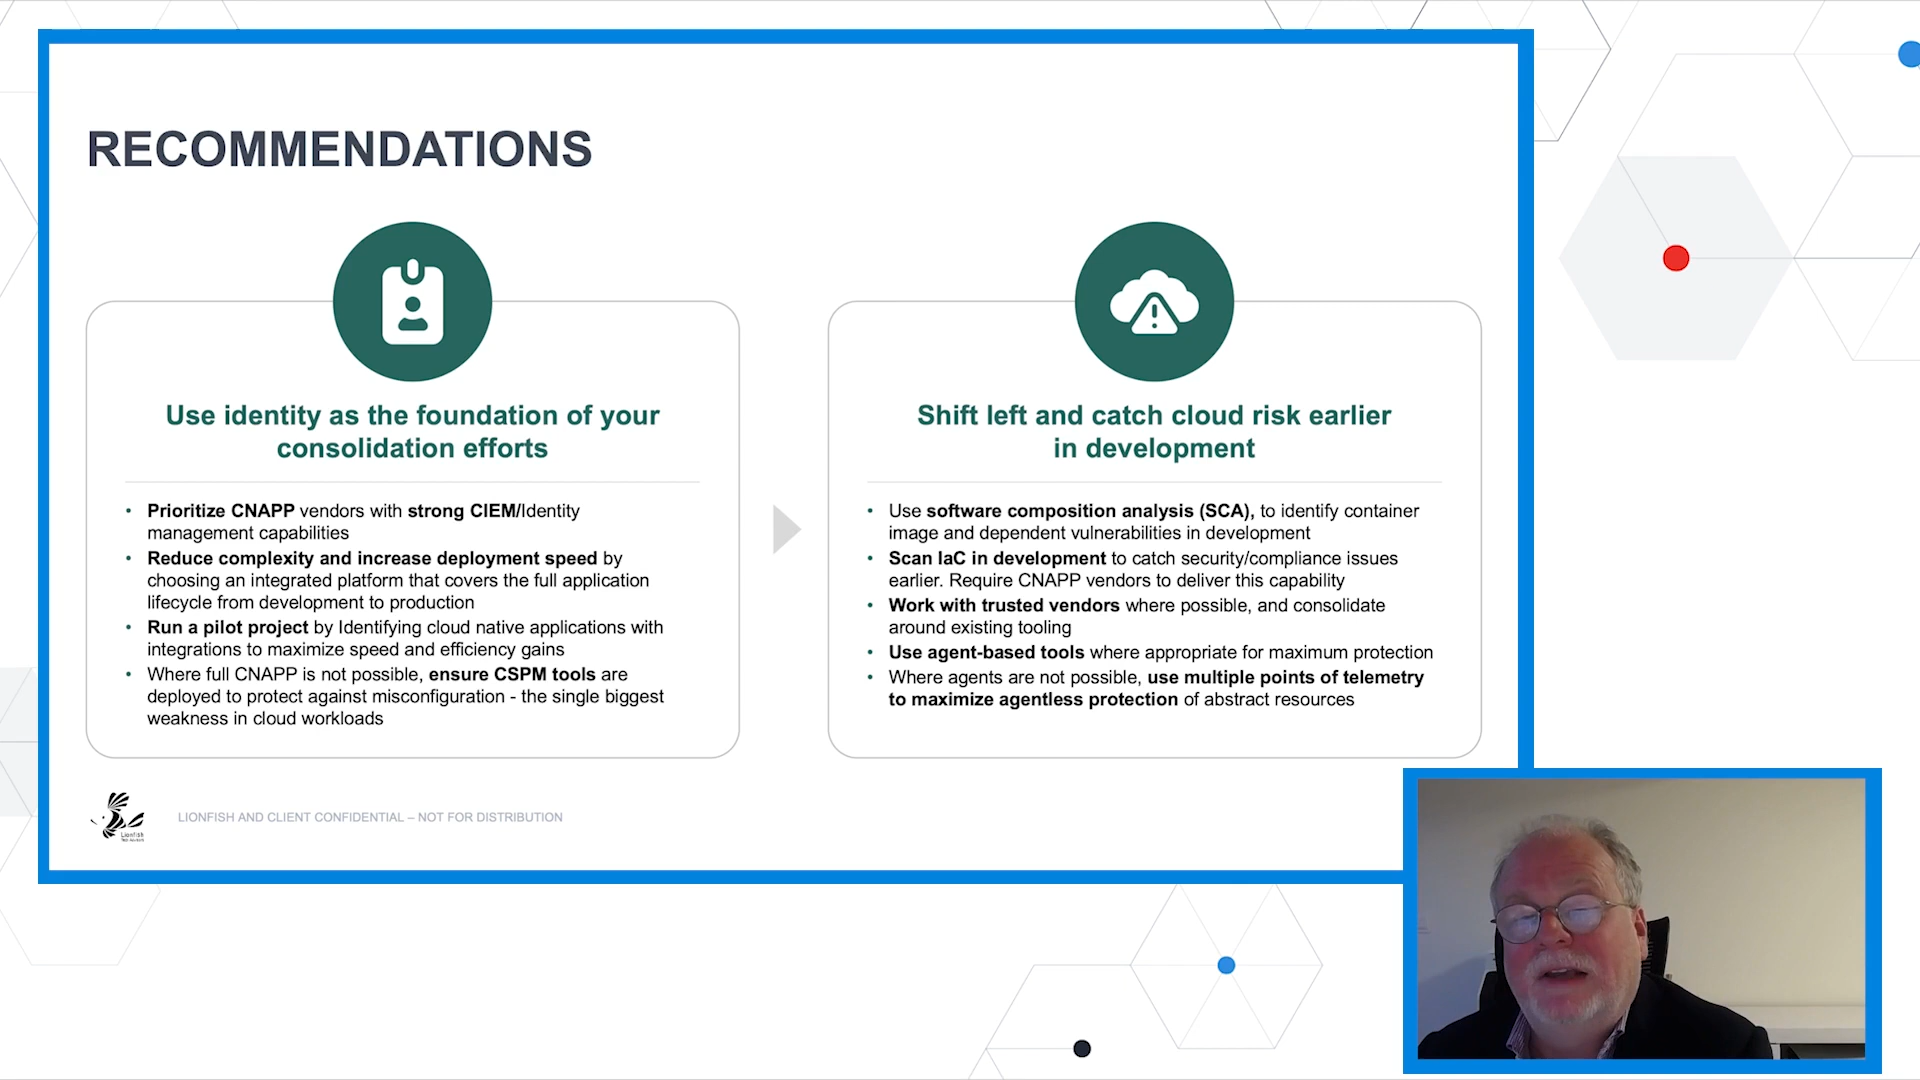 RECOMMENDATIONS
Use identity as the foundation of your
consolidation efforts
• Prioritize CNAPP vendors with strong CIEM/Identity
management capabilities
• Reduce complexity and increase deployment speed by
choosing an integrated platform that covers the full application
lifecycle from development to production
• Run a pilot project by Identifying cloud native applications with
integrations to maximize speed and efficiency gains
• Where full CNAPP is not possible, ensure CSPM tools are
deployed to protect against misconfiguration - the single biggest
weakness in cloud workloads
Shift left and catch cloud risk earlier
in development
• Use software composition analysis (SCA), to identify container
image and dependent vulnerabilities in development
• Scan IaC in development to catch security/compliance issues
earlier. Require CNAPP vendors to deliver this capability
• Work with trusted vendors where possible, and consolidate
around existing tooling
• Use agent-based tools where appropriate for maximum protection
• Where agents are not possible, use multiple points of telemetry
to maximize agentless protection of abstract resources
Lionfish
Tech Advisors
LIONFISH AND CLIENT CONFIDENTIAL – NOT FOR DISTRIBUTION